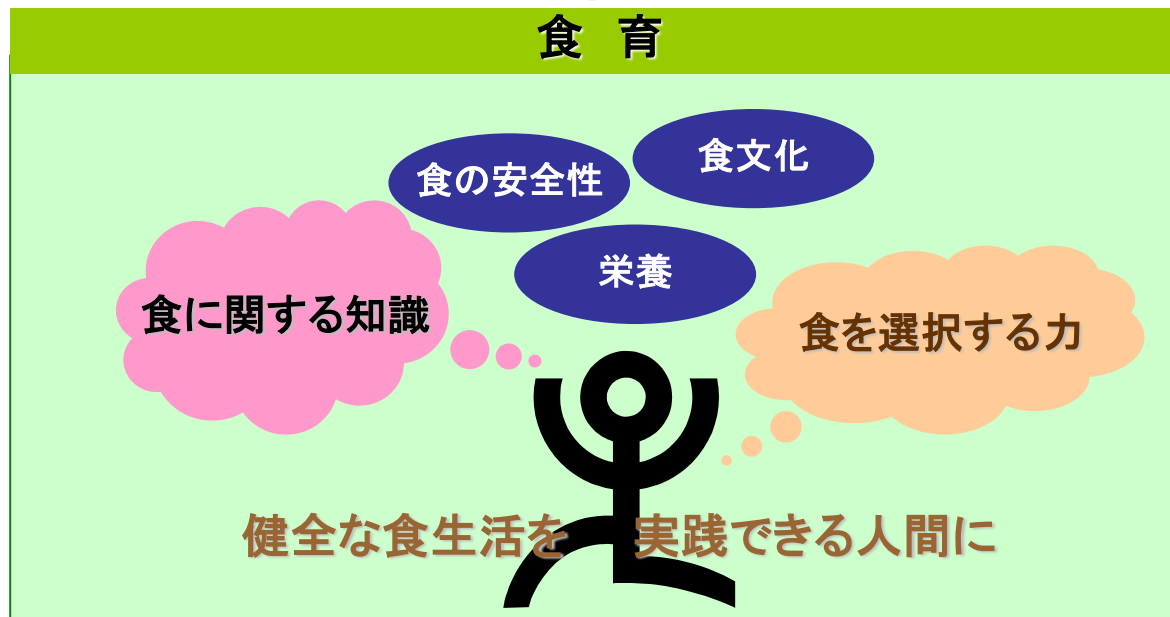 食　育
食文化
食の安全性
栄養
食に関する知識
食を選択する力
健全な食生活を　実践できる人間に